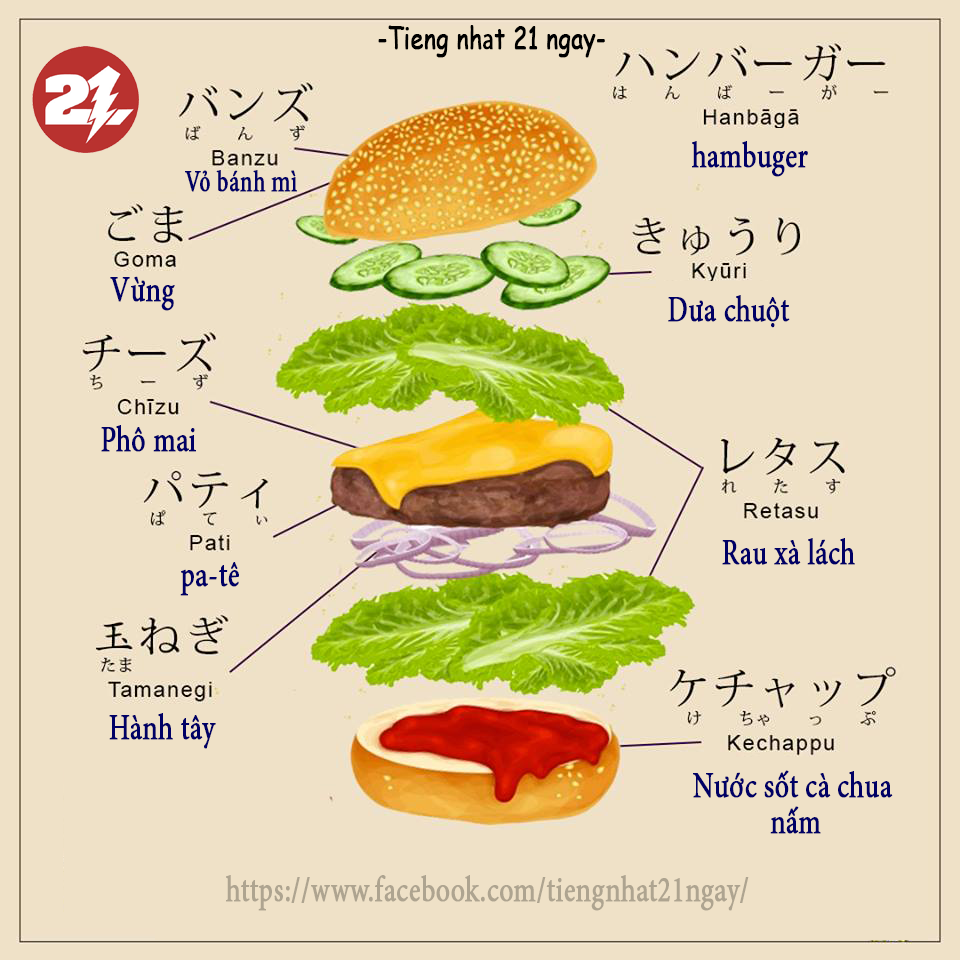 -Tieng nhat 21 ngay-
21
ハンバーガー
はんばーがー
Hanbāgā
hambuger
バンズ
ばんず
Banzu
Vỏ bánh mì
ごま
Goma
Vừng
きゅうり
Kyūri
Dưa chuột
チーズ
ちーず
Chīzu
Phô mai
パティ
ぱてぃ
Pati
pa-tê
レタス
れたす
Retasu
Rau xà lách
玉ねぎ
たま
Tamanegi
Hành tây
ケチャップ
けちゃっぷ
Kechappu
Nước sốt cà chua
nấm
https://www.facebook.com/tiengnhat21ngay/